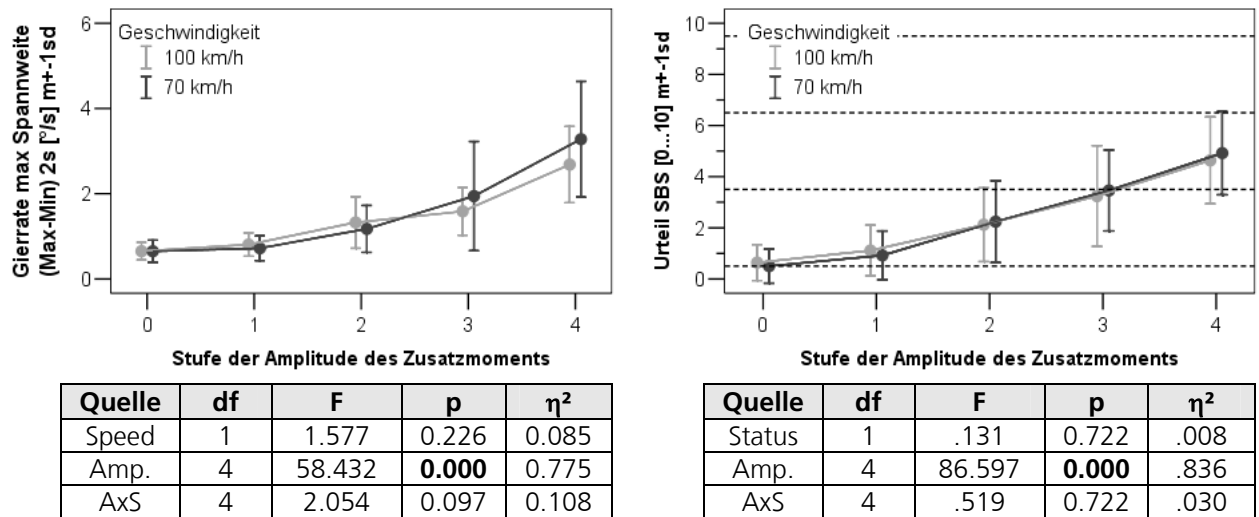 Gierrate max Spannweite
(Max-Min) 2s [°/s] m+-1sd
6
4
2
0
Geschwindigkeit
100 km/h
70 km/h
0 1 2 3 4
Stufe der Amplitude des Zusatzmoments
Quelle df F p η²
Speed 1 1.577 0.226 0.085
Amp. 4 58.432 0.000 0.775
AxS 4 2.054 0.097 0.108
Urteil SBS [0...10] m+-1sd
10
8
6
4
2
0
Geschwindigkeit
100 km/h
70 km/h
0 1 2 3 4
Stufe der Amplitude des Zusatzmoments
Quelle df F p η²
Status 1 .131 0.722 .008
Amp. 4 86.597 0.000 .836
AxS 4 .519 0.722 .030